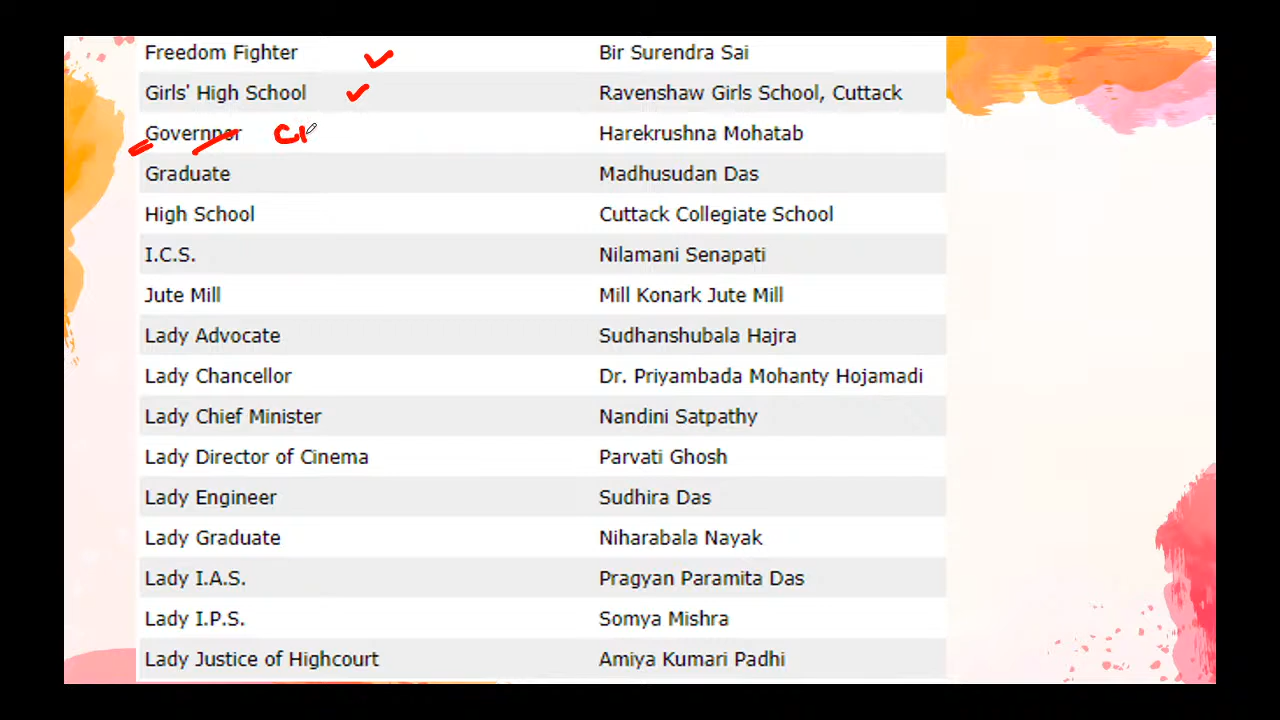 Freedom Fighter Bir Surendra Sai
Girls' High School Ravenshaw Girls School, Cuttack
Governner Harekrushna Mohatab
Graduate Madhusudan Das
High School Cuttack Collegiate School
I.C.S. Nilamani Senapati
Jute Mill Mill Konark Jute Mill
Lady Advocate Sudhanshubala Hajra
Lady Chancellor Dr. Priyambada Mohanty Hojamadi
Lady Chief Minister Nandini Satpathy
Lady Director of Cinema Parvati Ghosh
Lady Engineer Sudhira Das
Lady Graduate Niharabala Nayak
Lady I.A.S. Pragyan Paramita Das
Lady I.P.S. Somya Mishra
Lady Justice of Highcourt Amiya Kumari Padhi